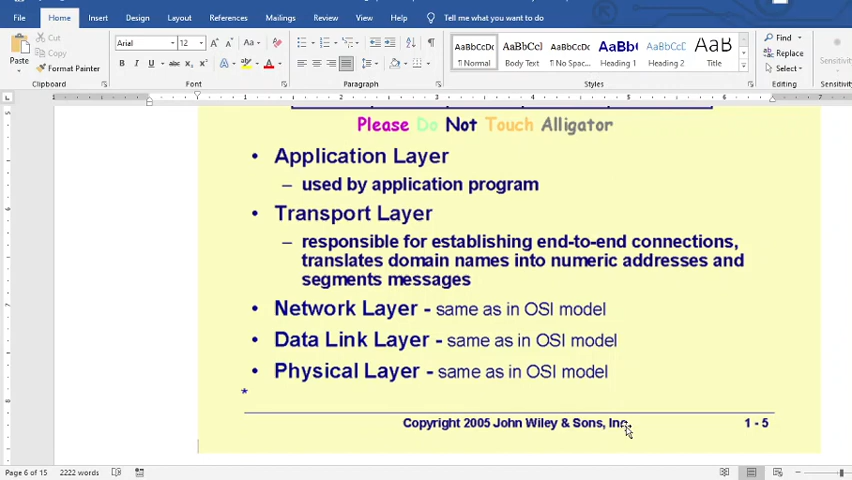 File Home Insert Design Layout References Mailings Review View Help Tell me what you want to do
Cut
Copy
Paste
Format Painter
Clipboard
Arial 12
Font
Paragraph
AaBbCcDc AaBbCcDc AaBbCcDc AaBbC AaBbCcD AaB
¶ Normal Body Text ¶ No Spac... Heading 1 Heading 2 Title
Styles
Find
Replace
Select
Editing
Sensitivity
Please Do Not Touch Alligator
• Application Layer
– used by application program
• Transport Layer
– responsible for establishing end-to-end connections,
translates domain names into numeric addresses and
segments messages
• Network Layer - same as in OSI model
• Data Link Layer - same as in OSI model
• Physical Layer - same as in OSI model
*
Copyright 2005 John Wiley & Sons, Inc. 1 - 5
Page 6 of 15 2222 words